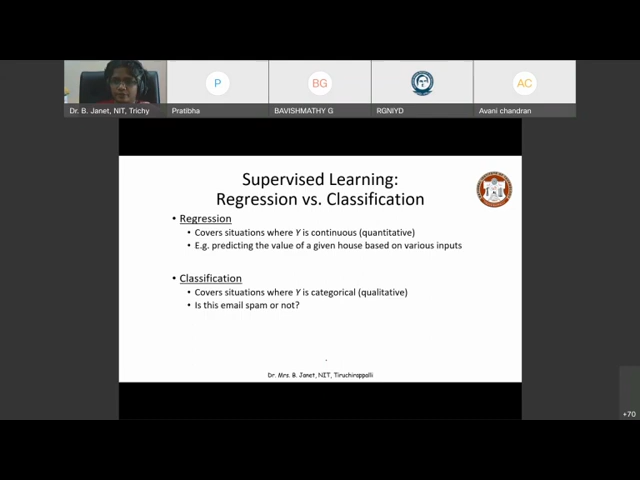 P
BG
AC
Dr. B. Janet, NIT, Trichy
Pratibha
BAVISHMATHY G
RGNIYD
Avani chandran
Supervised Learning:
Regression vs. Classification
• Regression
• Covers situations where Y is continuous (quantitative)
• E.g. predicting the value of a given house based on various inputs
• Classification
• Covers situations where Y is categorical (qualitative)
• Is this email spam or not?
Dr. Mrs. B. Janet, NIT, Tiruchirappalli
+70